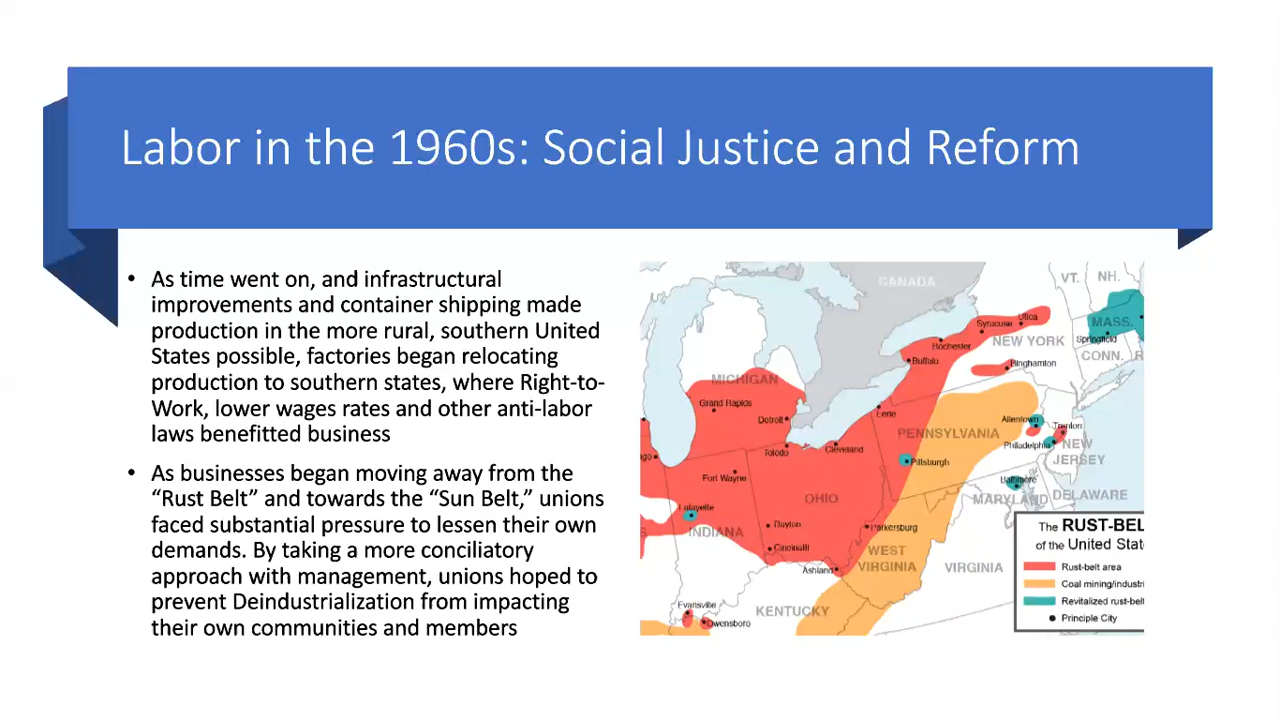 Labor in the 1960s: Social Justice and Reform
• As time went on, and infrastructural
improvements and container shipping made
production in the more rural, southern United
States possible, factories began relocating
production to southern states, where Right-to-
Work, lower wages rates and other anti-labor
laws benefitted business
• As businesses began moving away from the
“Rust Belt” and towards the “Sun Belt,” unions
faced substantial pressure to lessen their own
demands. By taking a more conciliatory
approach with management, unions hoped to
prevent Deindustrialization from impacting
their own communities and members
CANADA
VT.
NH.
MASS.
Springfield
CONN.
R
Utica
Syracuse
Rochester
NEW YORK
Buffalo
Binghamton
MICHIGAN
Grand Rapids
Detroit
Erie
Allentown
Trenton
PENNSYLVANIA
Philadelphia
NEW
JERSEY
ago
Toledo
Cleveland
Pittsburgh
Fort Wayne
Baltimore
OHIO
MARYLAND
DELAWARE
Lafayette
S
INDIANA
Dayton
Parkersburg
Cincinatti
WEST
VIRGINIA
Ashland
VIRGINIA
Evansville
Owensboro
KENTUCKY
The RUST-BEL
of the United Stat
Rust-belt area
Coal mining/industri
Revitalized rust-belt
Principle City